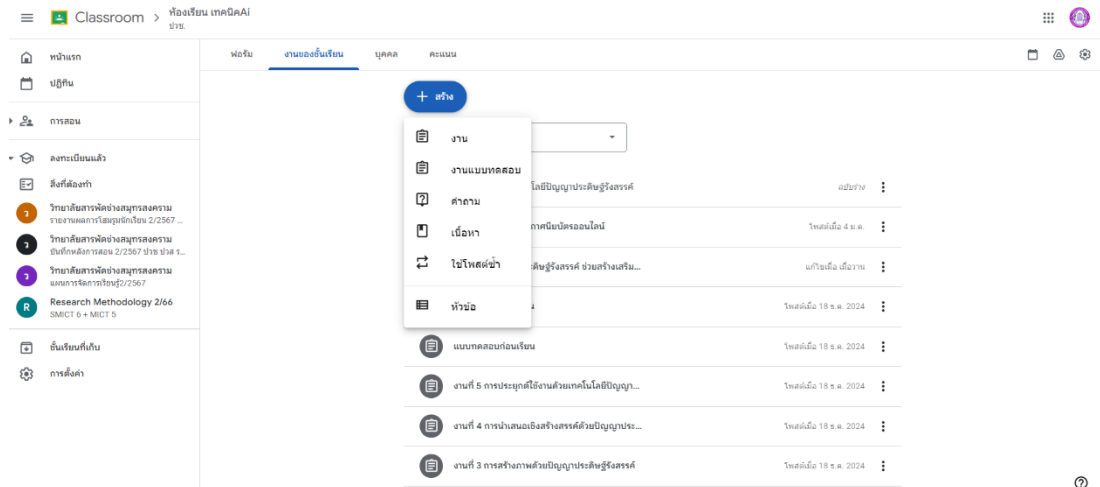 Classroom
ห้องเรียน เทคนิคAi
ปวช.
หน้าแรก
ปฏิทิน
การสอน
ลงทะเบียนแล้ว
สิ่งที่ต้องทำ
ว
วิทยาลัยสารพัดช่างสมุทรสงคราม
รายงานผลการโฮมรูมนักเรียน 2/2567 ...
ว
วิทยาลัยสารพัดช่างสมุทรสงคราม
บันทึกหลังการสอน 2/2567 ปวช ปวส ร...
ว
วิทยาลัยสารพัดช่างสมุทรสงคราม
แผนการจัดการเรียนรู้2/2567
R
Research Methodology 2/66
SMICT 6 + MICT 5
ชั้นเรียนที่เก็บ
การตั้งค่า
ฟอรัม
งานของชั้นเรียน
บุคคล
คะแนน
+ สร้าง
งาน
งานแบบทดสอบ
คำถาม
เนื้อหา
ใช้โพสต์ซ้ำ
หัวข้อ
โลยีปัญญาประดิษฐ์รังสรรค์
ฉบับร่าง
กาศนียบัตรออนไลน์
โพสต์เมื่อ 4 ม.ค.
ดิษฐ์รังสรรค์ ช่วยสร้างเสริม...
แก้ไขเมื่อ เมื่อวาน
โพสต์เมื่อ 18 ธ.ค. 2024
แบบทดสอบก่อนเรียน
โพสต์เมื่อ 18 ธ.ค. 2024
งานที่ 5 การประยุกต์ใช้งานด้วยเทคโนโลยีปัญญา...
โพสต์เมื่อ 18 ธ.ค. 2024
งานที่ 4 การนำเสนอเชิงสร้างสรรค์ด้วยปัญญาประ...
โพสต์เมื่อ 18 ธ.ค. 2024
งานที่ 3 การสร้างภาพด้วยปัญญาประดิษฐ์รังสรรค์
โพสต์เมื่อ 18 ธ.ค. 2024